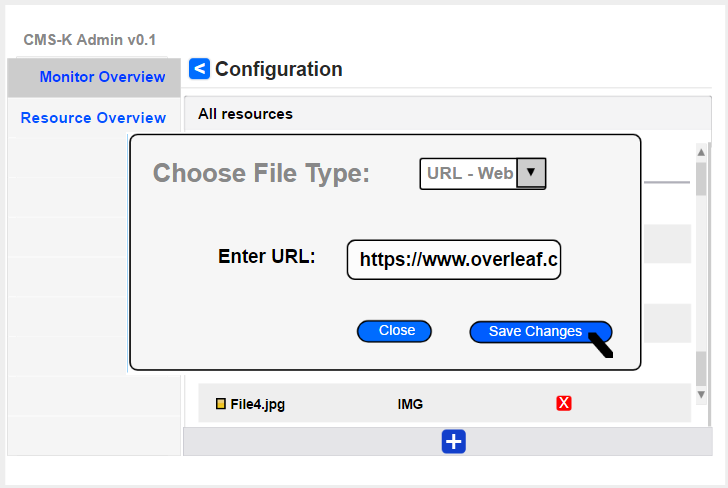 CMS-K Admin v0.1
Monitor Overview
< Configuration
Resource Overview
All resources
Choose File Type: URL - Web ▼
Enter URL: https://www.overleaf.c
Close Save Changes
File4.jpg IMG X
+